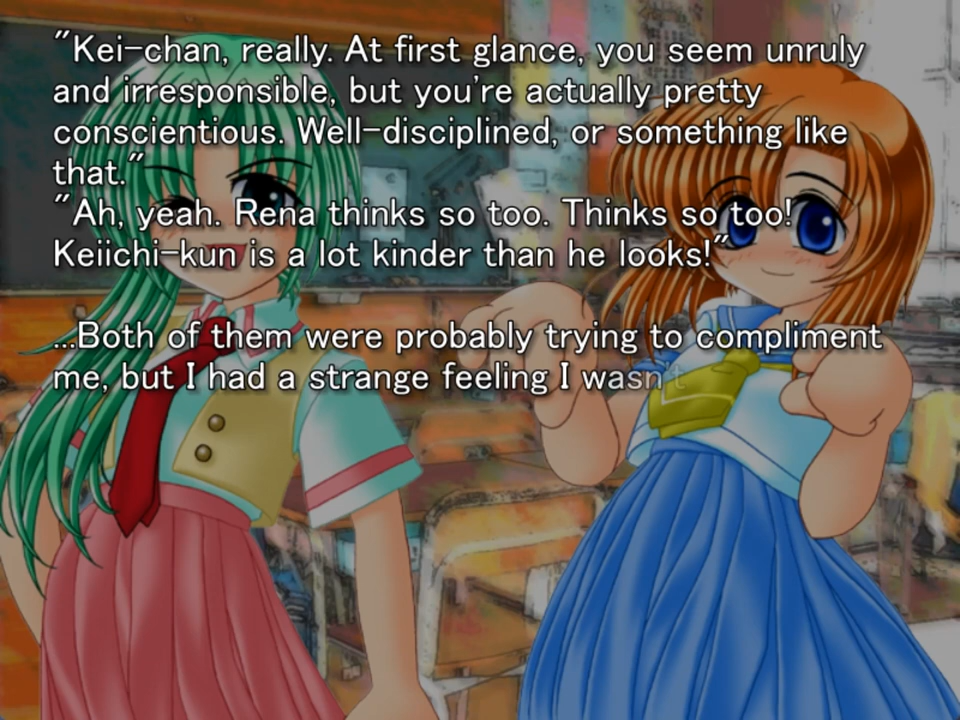 "Kei-chan, really. At first glance, you seem unruly
and irresponsible, but you're actually pretty
conscientious. Well-disciplined, or something like
that."
"Ah, yeah. Rena thinks so too. Thinks so too!
Keiichi-kun is a lot kinder than he looks!"
...Both of them were probably trying to compliment
me, but I had a strange feeling I wasn't